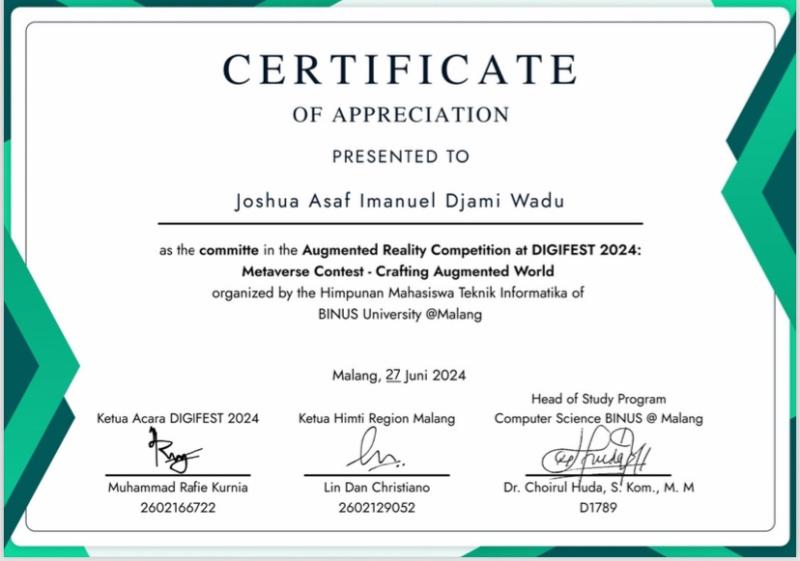 CERTIFICATE
OF APPRECIATION
PRESENTED TO
Joshua Asaf Imanuel Djami Wadu
as the committe in the Augmented Reality Competition at DIGIFEST 2024:
Metaverse Contest - Crafting Augmented World
organized by the Himpunan Mahasiswa Teknik Informatika of
BINUS University @Malang
Malang, 27 Juni 2024
Ketua Acara DIGIFEST 2024
Muhammad Rafie Kurnia
2602166722
Ketua Himti Region Malang
Lin Dan Christiano
2602129052
Head of Study Program
Computer Science BINUS @ Malang
Dr. Choirul Huda, S. Kom., M. M
D1789